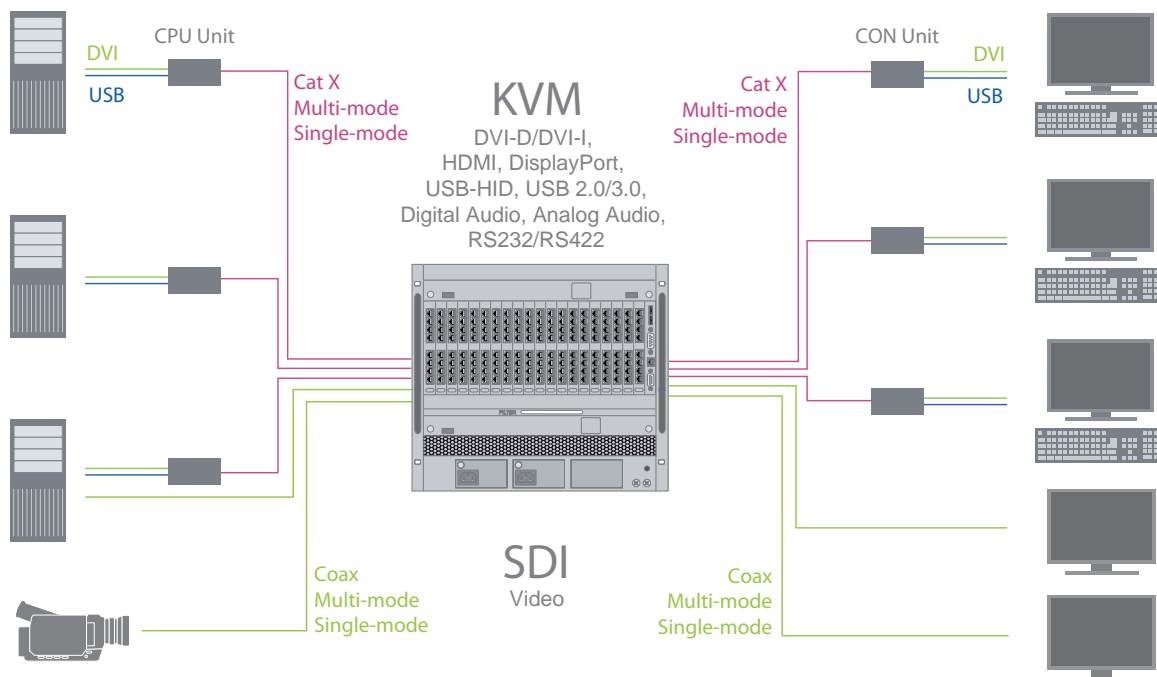 CPU Unit
DVI
USB
Cat X
Multi-mode
Single-mode
KVM
DVI-D/DVI-I,
HDMI, DisplayPort,
USB-HID, USB 2.0/3.0,
Digital Audio, Analog Audio,
RS232/RS422
CON Unit
DVI
USB
Cat X
Multi-mode
Single-mode
FILTER
SDI
Video
Coax
Multi-mode
Single-mode
Coax
Multi-mode
Single-mode